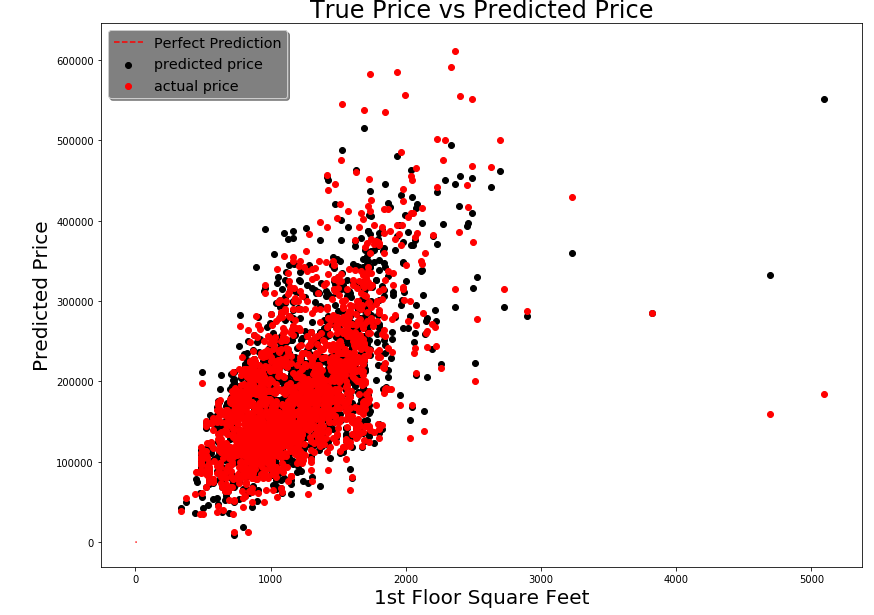 True Price vs Predicted Price
Perfect Prediction
predicted price
actual price
600000
500000
400000
300000
200000
100000
0
Predicted Price
0 1000 2000 3000 4000 5000
1st Floor Square Feet